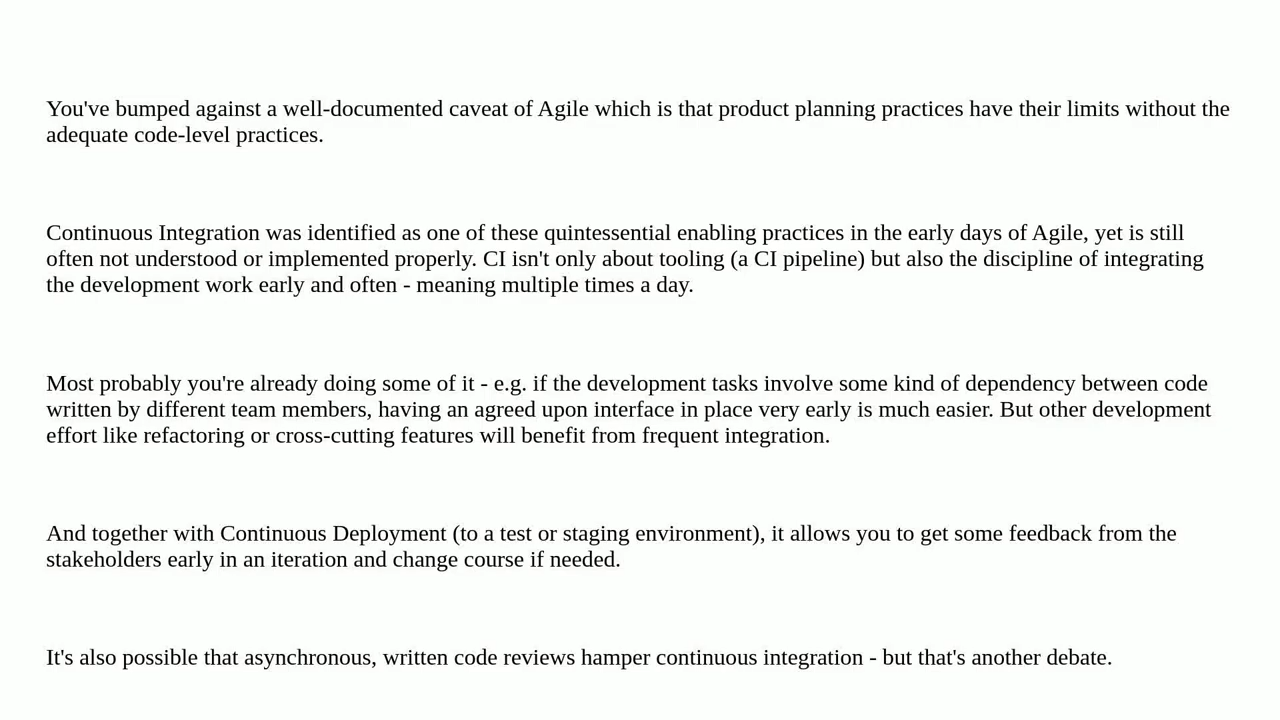 You've bumped against a well-documented caveat of Agile which is that product planning practices have their limits without the
adequate code-level practices.
Continuous Integration was identified as one of these quintessential enabling practices in the early days of Agile, yet is still
often not understood or implemented properly. CI isn't only about tooling (a CI pipeline) but also the discipline of integrating
the development work early and often - meaning multiple times a day.
Most probably you're already doing some of it - e.g. if the development tasks involve some kind of dependency between code
written by different team members, having an agreed upon interface in place very early is much easier. But other development
effort like refactoring or cross-cutting features will benefit from frequent integration.
And together with Continuous Deployment (to a test or staging environment), it allows you to get some feedback from the
stakeholders early in an iteration and change course if needed.
It's also possible that asynchronous, written code reviews hamper continuous integration - but that's another debate.